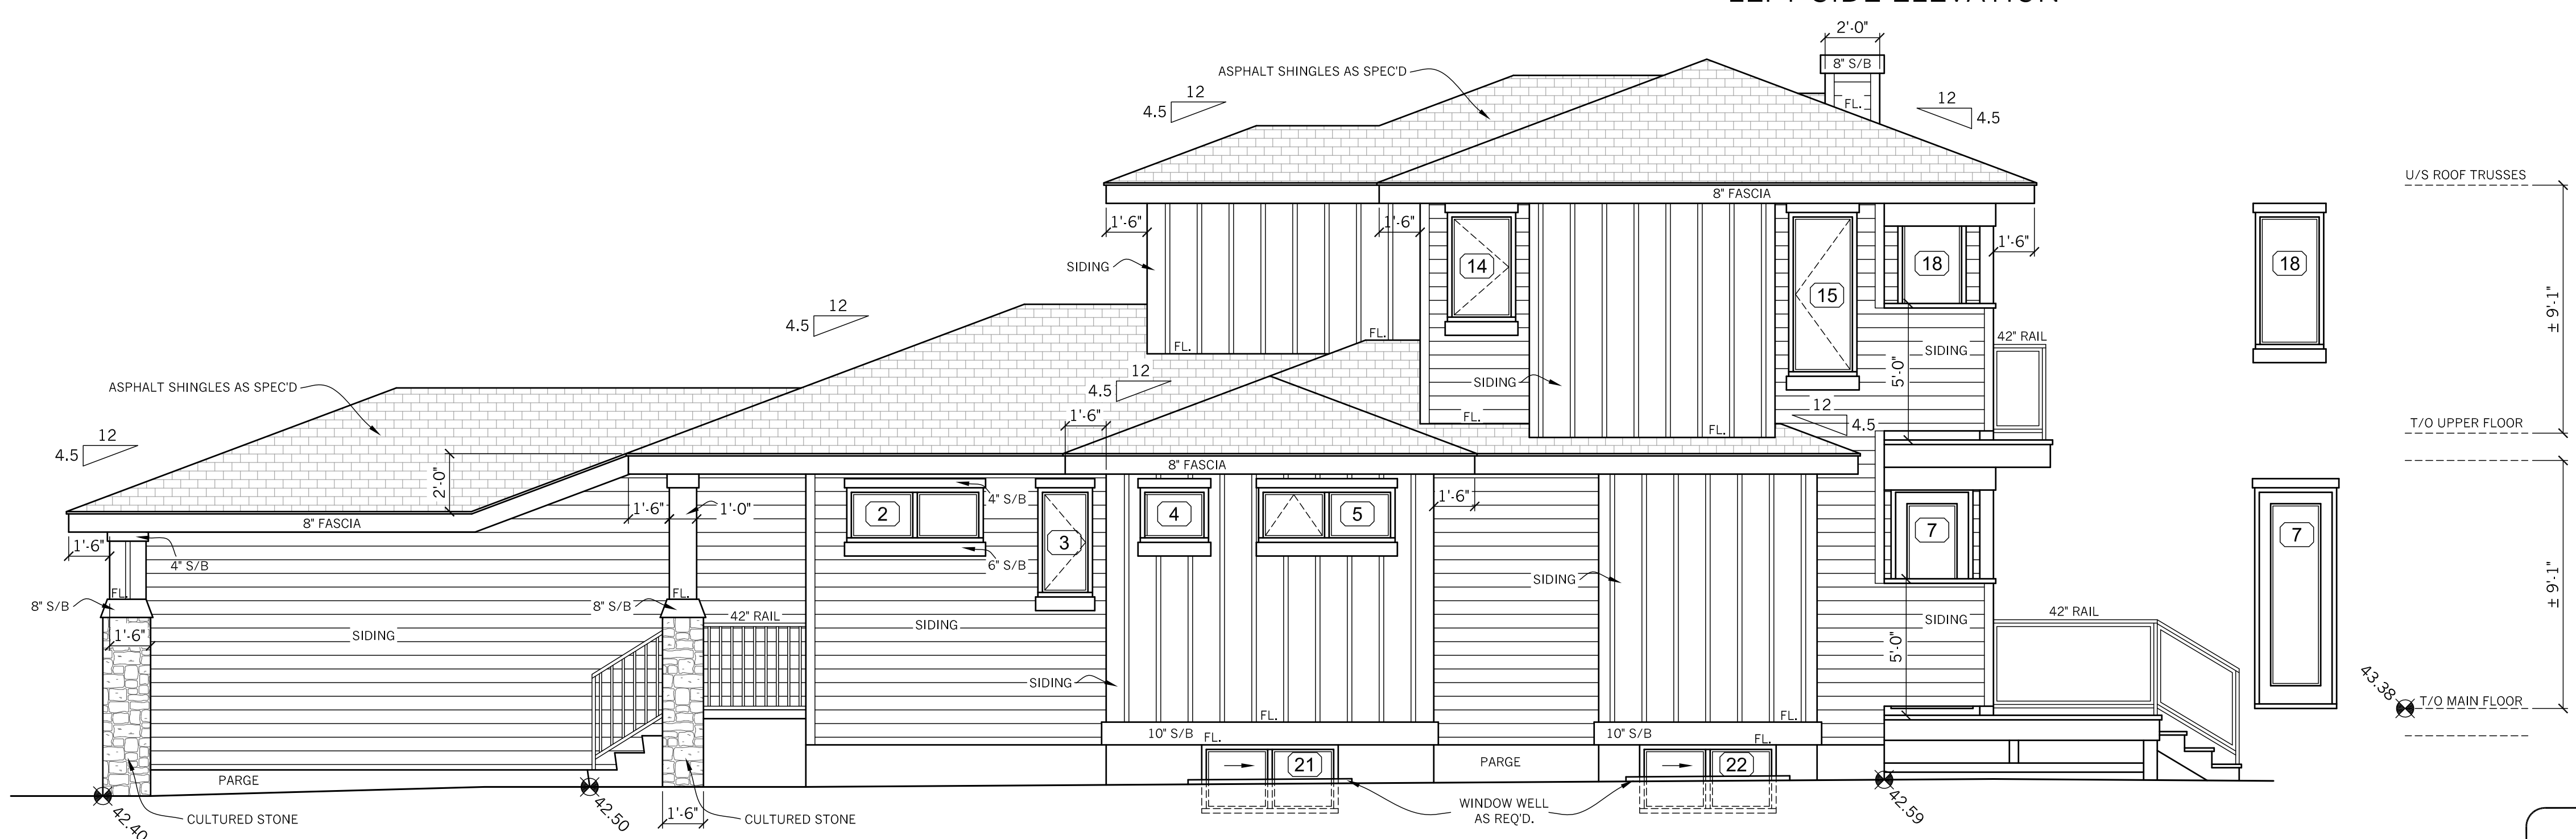 LEFT SIDE ELEVATION
2'-0"
8" S/B
FL.
ASPHALT SHINGLES AS SPEC'D
12
4.5
12
4.5
U/S ROOF TRUSSES
8" FASCIA
1'-6"
1'-6"
1'-6"
SIDING
14
15
18
18
± 9'-1"
12
4.5
FL.
FL.
42" RAIL
SIDING
5'-0"
ASPHALT SHINGLES AS SPEC'D
12
4.5
SIDING
1'-6"
FL.
FL.
12
4.5
T/O UPPER FLOOR
12
4.5
2'-0"
8" FASCIA
8" FASCIA
1'-6"
1'-0"
2
4" S/B
6" S/B
3
4
5
1'-6"
7
7
1'-6"
4" S/B
FL.
8" S/B
FL.
8" S/B
SIDING
± 9'-1"
1'-6"
SIDING
42" RAIL
SIDING
SIDING
42" RAIL
5'-0"
SIDING
43.38
T/O MAIN FLOOR
FL.
FL.
10" S/B
FL.
10" S/B
FL.
PARGE
21
PARGE
22
42.40
CULTURED STONE
42.50
1'-6"
CULTURED STONE
WINDOW WELL
AS REQ'D.
42.59